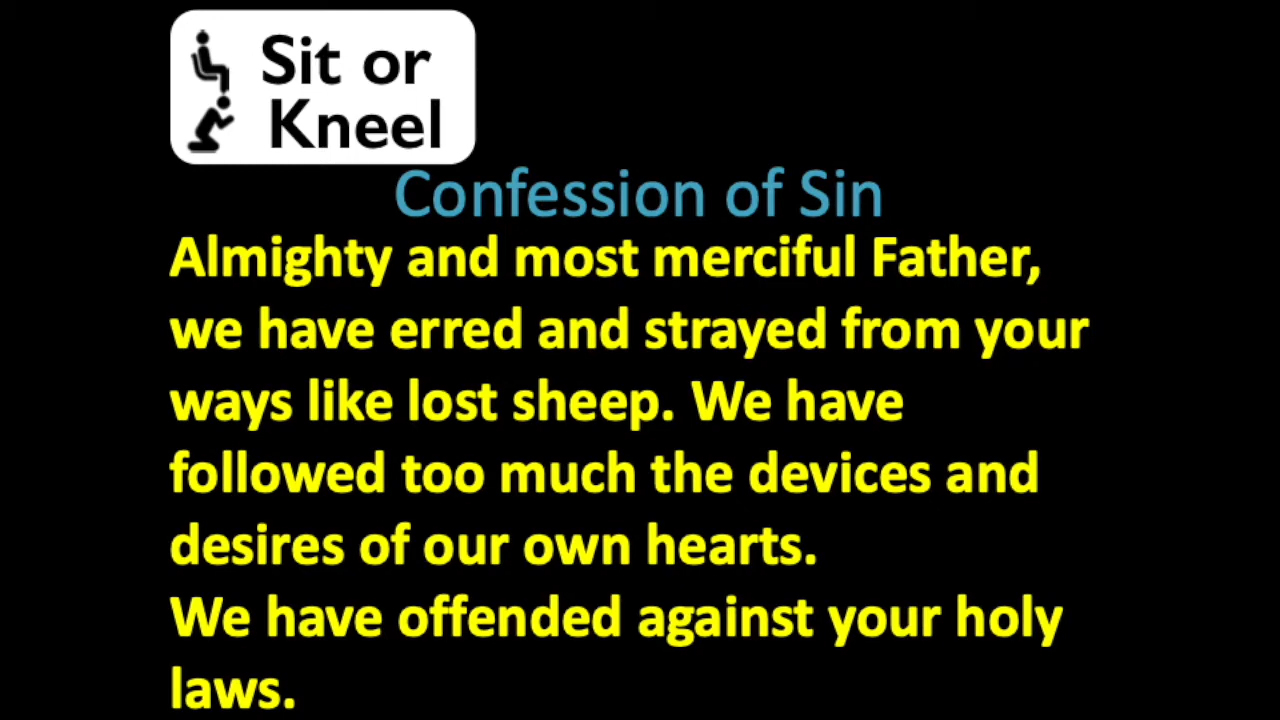 Sit or
Kneel
Confession of Sin
Almighty and most merciful Father,
we have erred and strayed from your
ways like lost sheep. We have
followed too much the devices and
desires of our own hearts.
We have offended against your holy
laws.